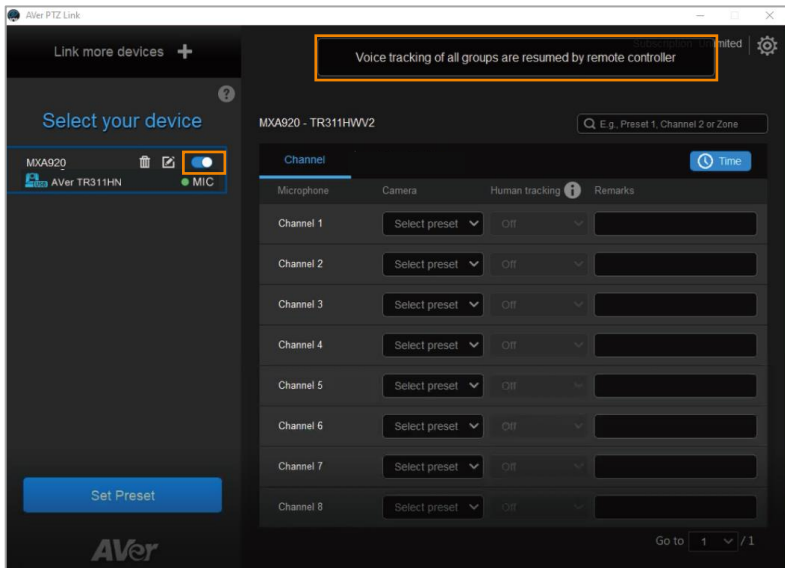 AVer PTZ Link
Link more devices +
Voice tracking of all groups are resumed by remote controller
?
Select your device
MXA920 - TR311HWV2
E.g., Preset 1, Channel 2 or Zone
MXA920
USB AVer TR311HN MIC
Channel
Time
Microphone Camera Human tracking i Remarks
Channel 1 Select preset Off
Channel 2 Select preset Off
Channel 3 Select preset Off
Channel 4 Select preset Off
Channel 5 Select preset Off
Channel 6 Select preset Off
Channel 7 Select preset Off
Channel 8 Select preset Off
Set Preset
Go to 1 / 1
AVer